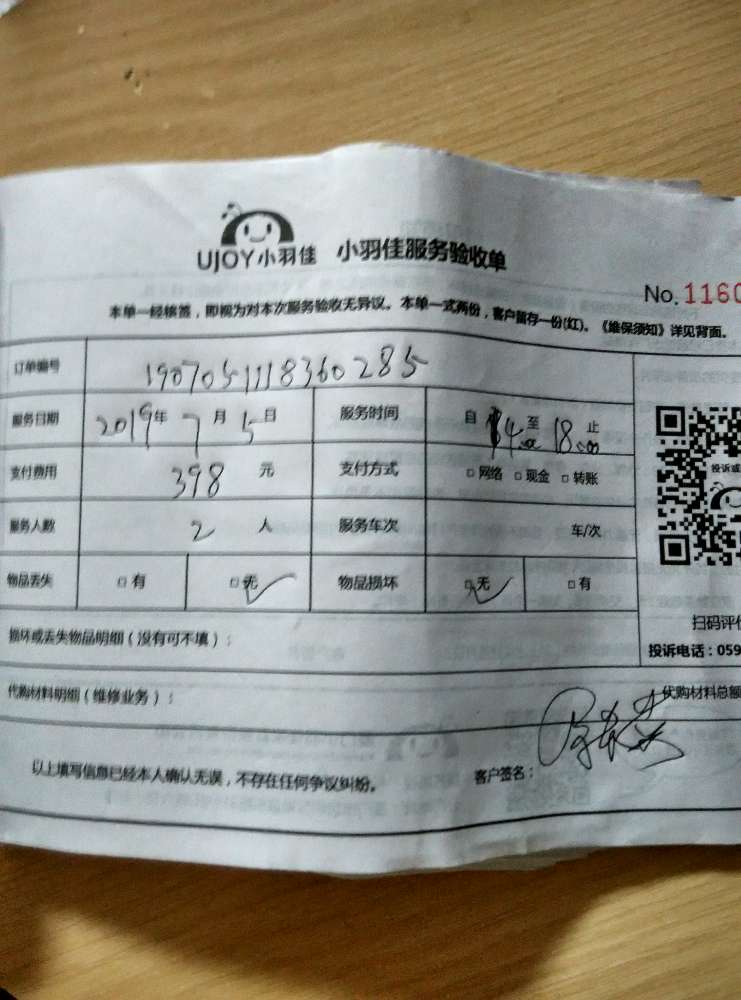 UJOY小羽佳 小羽佳服务验收单
No.1160
本单一经核签，即视为对本次服务验收无异议。本单一式两份，客户留存一份(红)。《维保须知》详见背面。
订单编号 1907051118360285
服务日期 2019年 7 月 5 日 服务时间 自 14:00 至 18:00 止
支付费用 398 元 支付方式 □网络 □现金 □转账
服务人数 2 人 服务车次 车/次
物品丢失 □有 □无 物品损坏 □无 □有
投诉或
扫码评价
损坏或丢失物品明细（没有可不填）：
投诉电话：059
代购材料明细（维修业务）： 代购材料总额
以上填写信息已经本人确认无误，不存在任何争议纠纷。 客户签名：